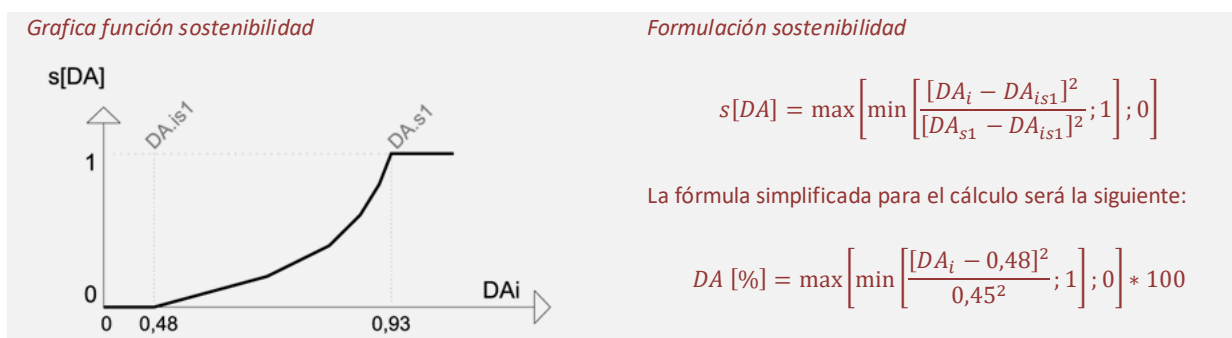 Grafica función sostenibilidad
s[DA]
DA.is1
DA.s1
1
0
DAi
0 0,48 0,93
Formulación sostenibilidad
s[DA] = max[min[[DA_i − DA_is1]² / [DA_s1 − DA_is1]² ; 1]; 0]
La fórmula simplificada para el cálculo será la siguiente:
DA [%] = max[min[[DA_i − 0,48]² / 0,45² ; 1]; 0] * 100